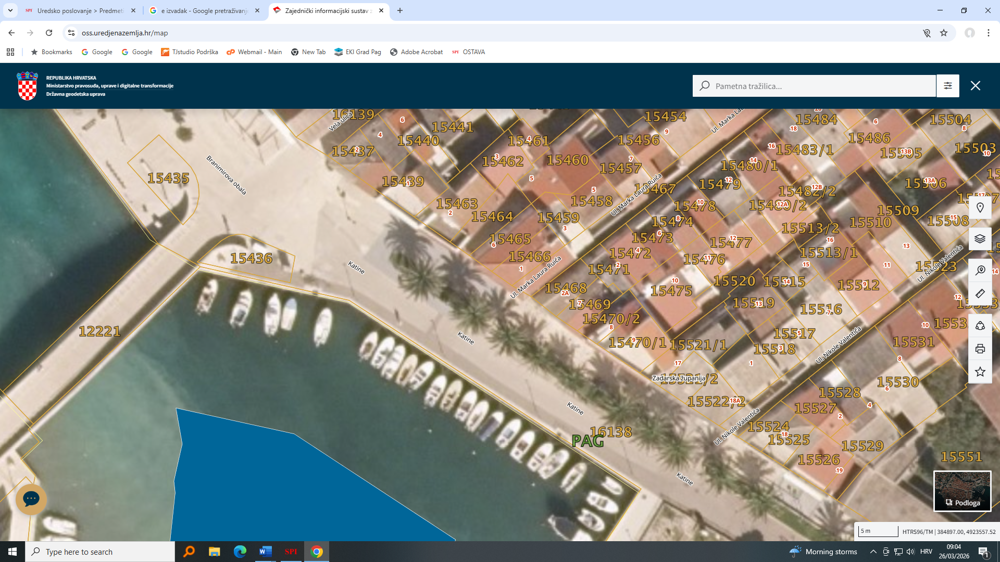 Uredsko poslovanje > Predmeti
e izvadak - Google pretraživanje
Zajednički informacijski sustav z
oss.uredjenazemlja.hr/map
Bookmarks
Google
Google
TJstudio Podrška
Webmail - Main
New Tab
EKI Grad Pag
Adobe Acrobat
SPI OSTAVA
REPUBLIKA HRVATSKA
Ministarstvo pravosuđa, uprave i digitalne transformacije
Državna geodetska uprava
Pametna tražilica...
16139
Vela ulica
6
15441
4
15440
15437
2
15439
1
Branimirova obala
15435
15436
12221
Katine
Katine
Katine
Katine
15461
4
15462
3
5
15460
15454
9
15456
7
15457
15467
5
15458
15463
2
15464
15459
3
15465
6
15466
1
Ul. Marka Laura Ruića
Ul. Marka Laura Ruića
15484
18
16
15483/1
14
15480/1
12
15479
12B
15482/2
12A
15480/2
10
15478
8
15474
6
15473
4
15472
2
15471
12
15477
11
15476
10
15475
15468
2A
7
15469
15470/2
8
15470/1
9
15521/1
17
15521/2
Zadarska županija
15522/2
18A
1
15486
6
15505
13B
15504
8
15503
10
13A
15506
17
15509
15510
15508
15
15513/2
16
13
15513/1
15
11
15523
14
15520
14
15515
15512
9
15519
13
15516
7
12
15517
5
15518
3
10
15531
8
15530
6
15528
4
15527
2
15524
18
15525
15529
15526
19
15551
Ul. Nikole Valentića
Ul. Nikole Valentića
Ul. Nikole Valentića
16138
PAG
Podloga
5 m
HTRS96/TM | 384897.00, 4923557.52
Type here to search
SPI
Morning storms
HRV
09:04
26/03/2026
1